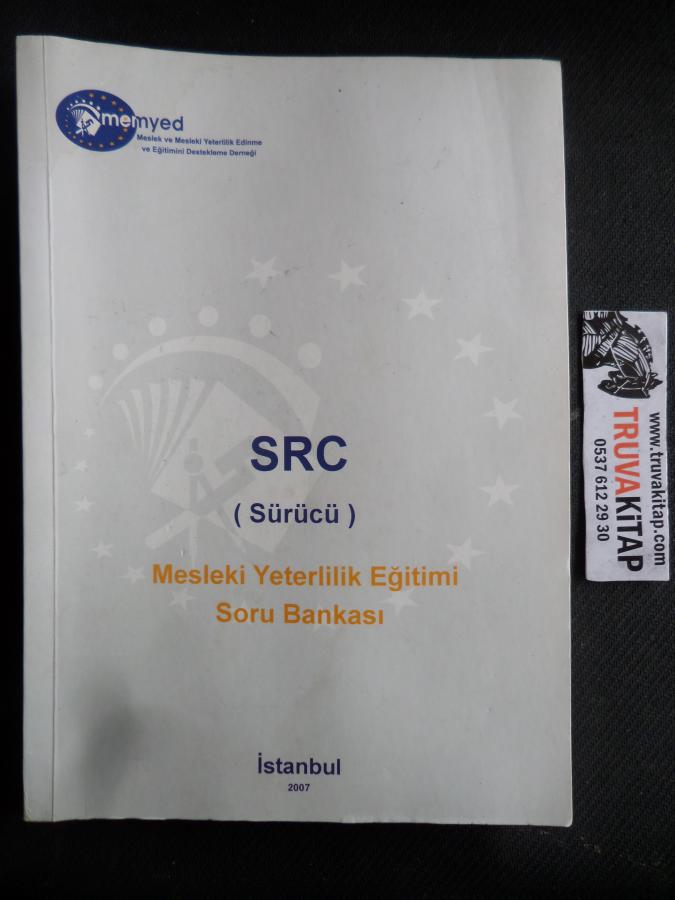 memyed
Meslek ve Mesleki Yeterlilik Edinme
ve Eğitimini Destekleme Derneği
SRC
( Sürücü )
Mesleki Yeterlilik Eğitimi
Soru Bankası
İstanbul
2007
www.truvakitap.com
TRUVAKiTAP
0537 612 29 30